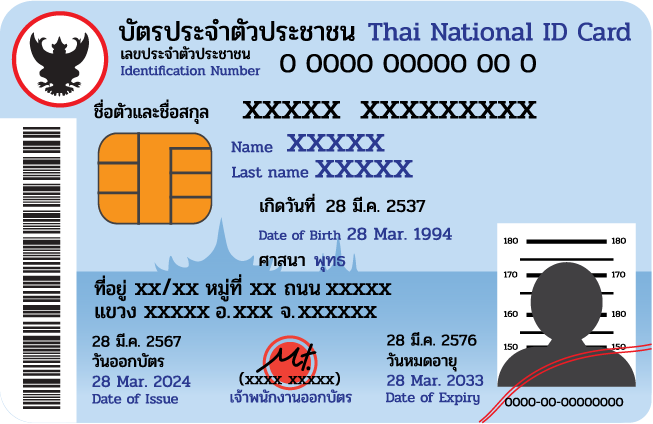 บัตรประจำตัวประชาชน Thai National ID Card
เลขประจำตัวประชาชน
Identification Number 0 0000 00000 00 0
ชื่อตัวและชื่อสกุล XXXXX XXXXXXXXX
Name XXXXX
Last name XXXXX
เกิดวันที่ 28 มี.ค. 2537
Date of Birth 28 Mar. 1994
ศาสนา พุทธ
ที่อยู่ xx/xx หมู่ที่ xx ถนน xxxxx
แขวง xxxxx อ.xxx จ.xxxxxx
28 มี.ค. 2567
วันออกบัตร
28 Mar. 2024
Date of Issue
(xxxx xxxxx)
เจ้าพนักงานออกบัตร
28 มี.ค. 2576
วันหมดอายุ
28 Mar. 2033
Date of Expiry
180 180
170 170
160 160
150 150
0000-00-00000000